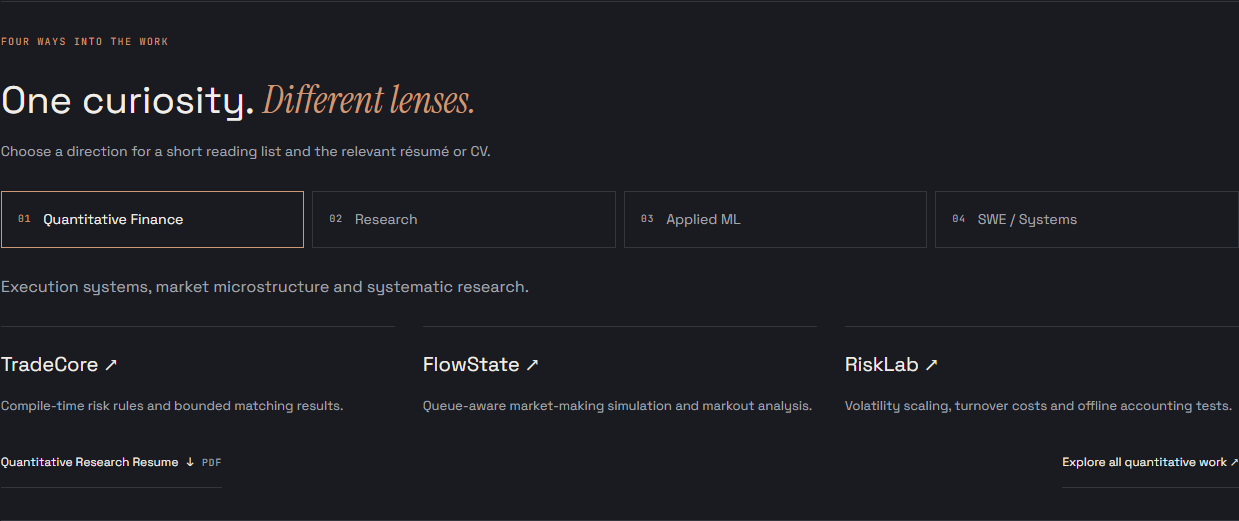 FOUR WAYS INTO THE WORK
One curiosity. Different lenses.
Choose a direction for a short reading list and the relevant résumé or CV.
01 Quantitative Finance
02 Research
03 Applied ML
04 SWE / Systems
Execution systems, market microstructure and systematic research.
TradeCore ↗
Compile-time risk rules and bounded matching results.
FlowState ↗
Queue-aware market-making simulation and markout analysis.
RiskLab ↗
Volatility scaling, turnover costs and offline accounting tests.
Quantitative Research Resume ↓ PDF
Explore all quantitative work ↗